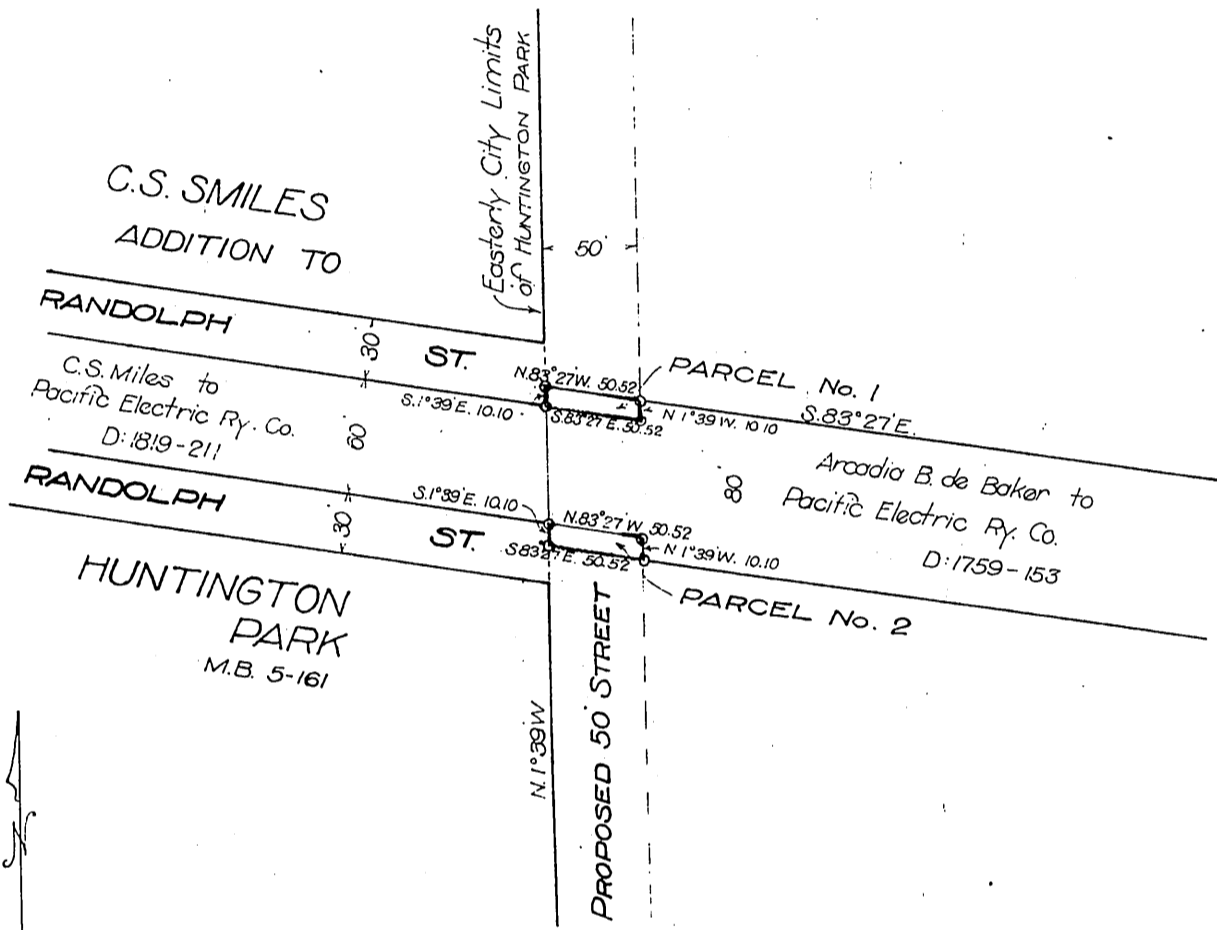 Easterly City Limits
of HUNTINGTON PARK
C.S. SMILES
ADDITION TO
50'
RANDOLPH
ST.
30
N.83°27'W. 50.52
PARCEL No. 1
C.S. Miles to
Pacific Electric Ry. Co.
D:1819-211
60
S.1°39'E. 10.10
S.83°27'E. 50.52
N 1°39'W. 10.10
S.83°27'E.
80
Arcadia B. de Baker to
Pacific Electric Ry. Co.
D:1759-153
RANDOLPH
ST.
30
S.1°39'E. 10.10
N.83°27'W. 50.52
S.83°27'E. 50.52
N 1°39'W. 10.10
PARCEL No. 2
HUNTINGTON
PARK
M.B. 5-161
N.1°39'W
PROPOSED 50' STREET
N